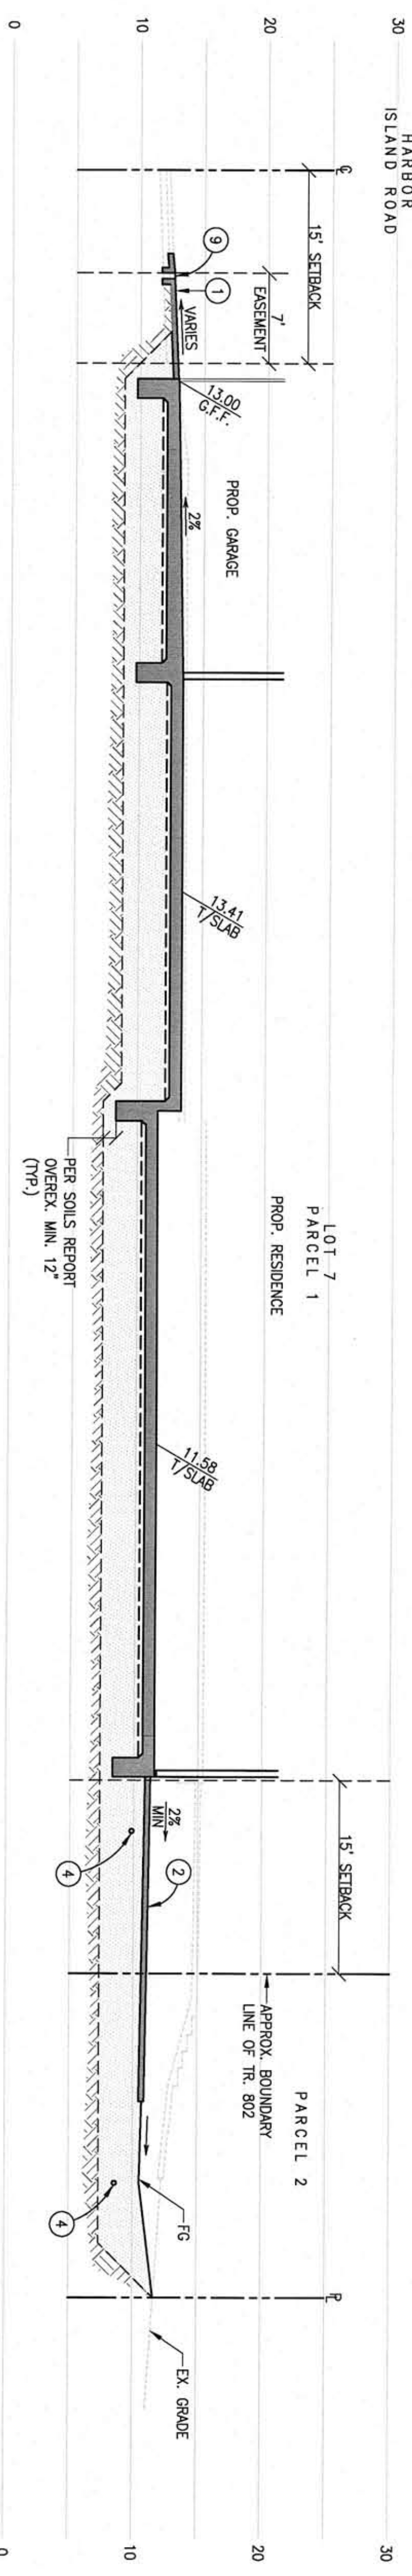 30
20
10
0
HARBOR
ISLAND ROAD
℄
15' SETBACK
7'
EASEMENT
9
1
VARIES
13.00
G.F.F.
PROP. GARAGE
2%
13.41
T/SLAB
PER SOILS REPORT
OVEREX. MIN. 12"
(TYP.)
LOT 7
PARCEL 1
PROP. RESIDENCE
11.58
T/SLAB
15' SETBACK
2%
MIN
2
4
APPROX. BOUNDARY
LINE OF TR. 802
PARCEL 2
4
FG
P
EX. GRADE
30
20
10
0